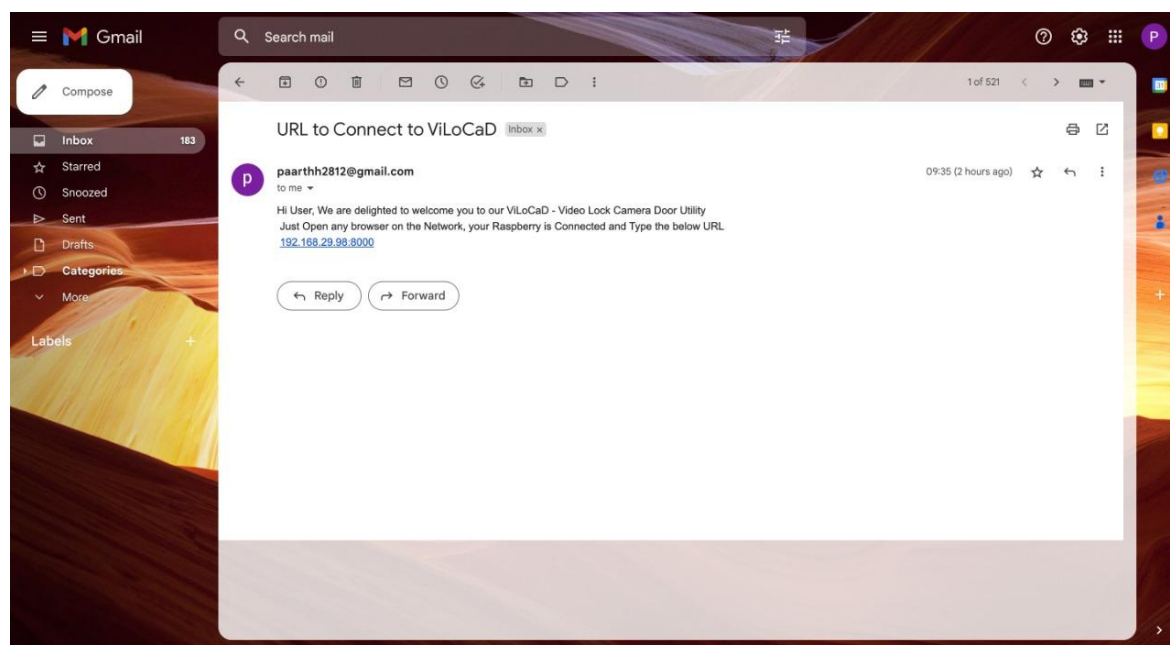 Gmail
Search mail
P
Compose
1 of 521
Inbox 183
Starred
Snoozed
Sent
Drafts
Categories
More
Labels
URL to Connect to ViLoCaD Inbox x
p
paarthh2812@gmail.com 09:35 (2 hours ago)
to me
Hi User, We are delighted to welcome you to our ViLoCaD - Video Lock Camera Door Utility
Just Open any browser on the Network, your Raspberry is Connected and Type the below URL
192.168.29.98:8000
Reply Forward
31